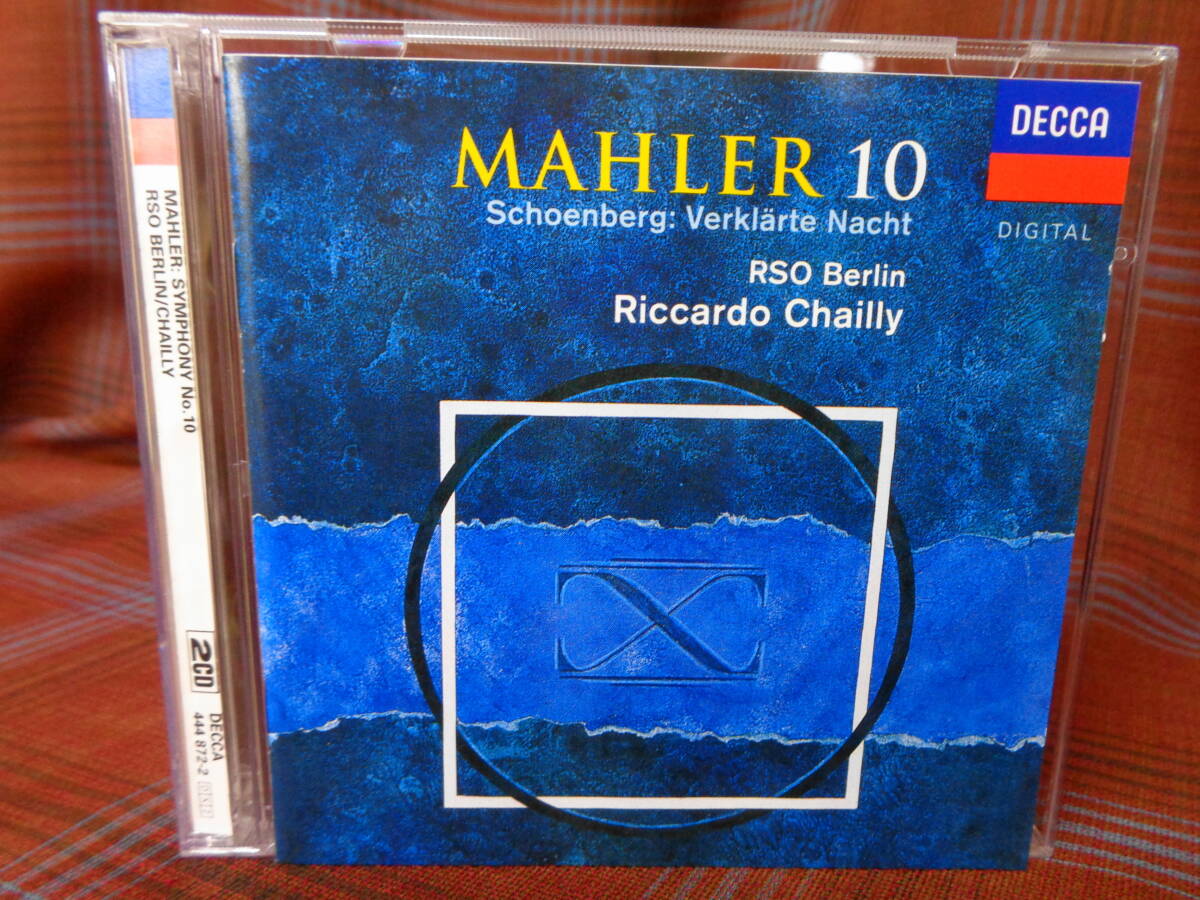 MAHLER 10
Schoenberg: Verklärte Nacht
RSO Berlin
Riccardo Chailly
DECCA
DIGITAL
X
MAHLER: SYMPHONY No.10
RSO BERLIN/CHAILLY
2CD
DECCA
444 872-2